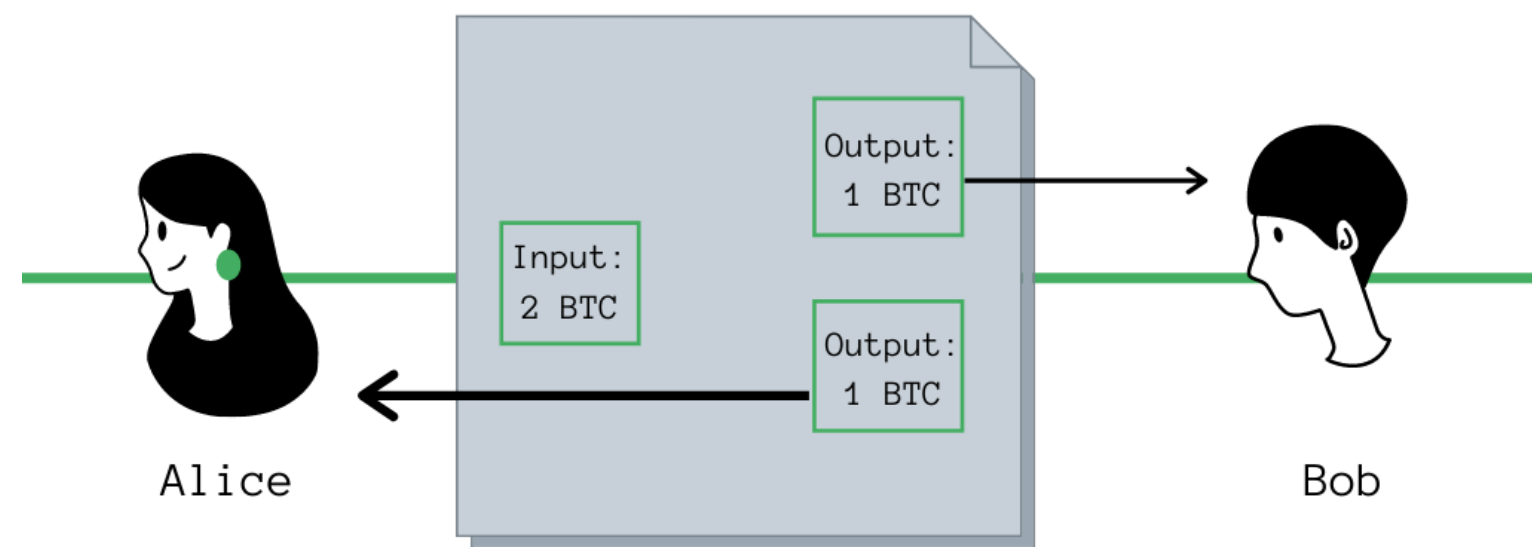 Output:
1 BTC
Input:
2 BTC
Output:
1 BTC
Alice
Bob